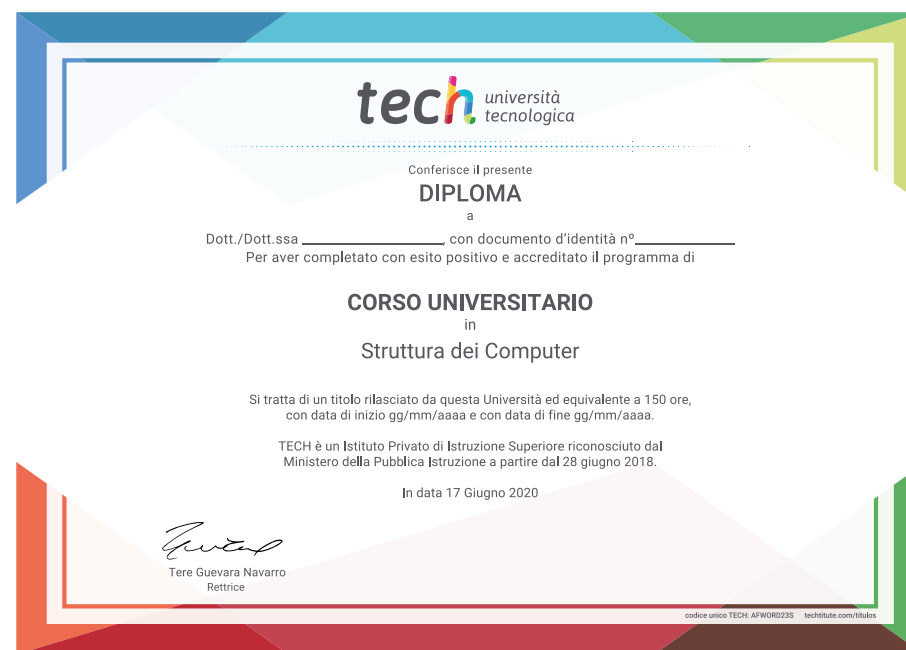 tech università
tecnologica
Conferisce il presente
DIPLOMA
a
Dott./Dott.ssa ____________________, con documento d'identità nº______________
Per aver completato con esito positivo e accreditato il programma di
CORSO UNIVERSITARIO
in
Struttura dei Computer
Si tratta di un titolo rilasciato da questa Università ed equivalente a 150 ore,
con data di inizio gg/mm/aaaa e con data di fine gg/mm/aaaa.
TECH è un Istituto Privato di Istruzione Superiore riconosciuto dal
Ministero della Pubblica Istruzione a partire dal 28 giugno 2018.
In data 17 Giugno 2020
Tere Guevara Navarro
Rettrice
codice unico TECH: AFWORD23S techtitute.com/títulos